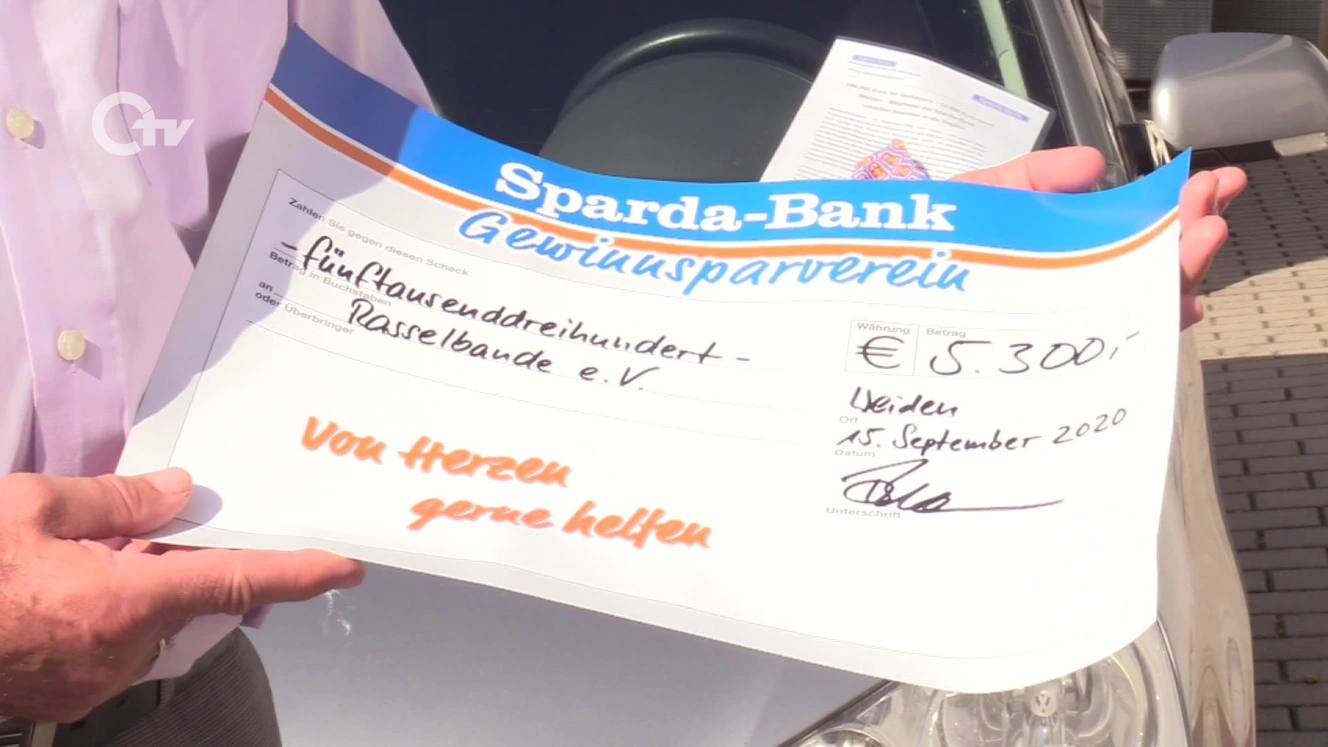 Otv
Sparda-Bank
Gewinnsparverein
Zahlen Sie gegen diesen Scheck
- fünftausenddreihundert -
Betrag in Buchstaben
an Rasselbande e.V.
oder Überbringer
Währung Betrag
€ 5.300,-
Weiden
Ort
15. September 2020
Datum
Unterschrift
Von Herzen
gerne helfen